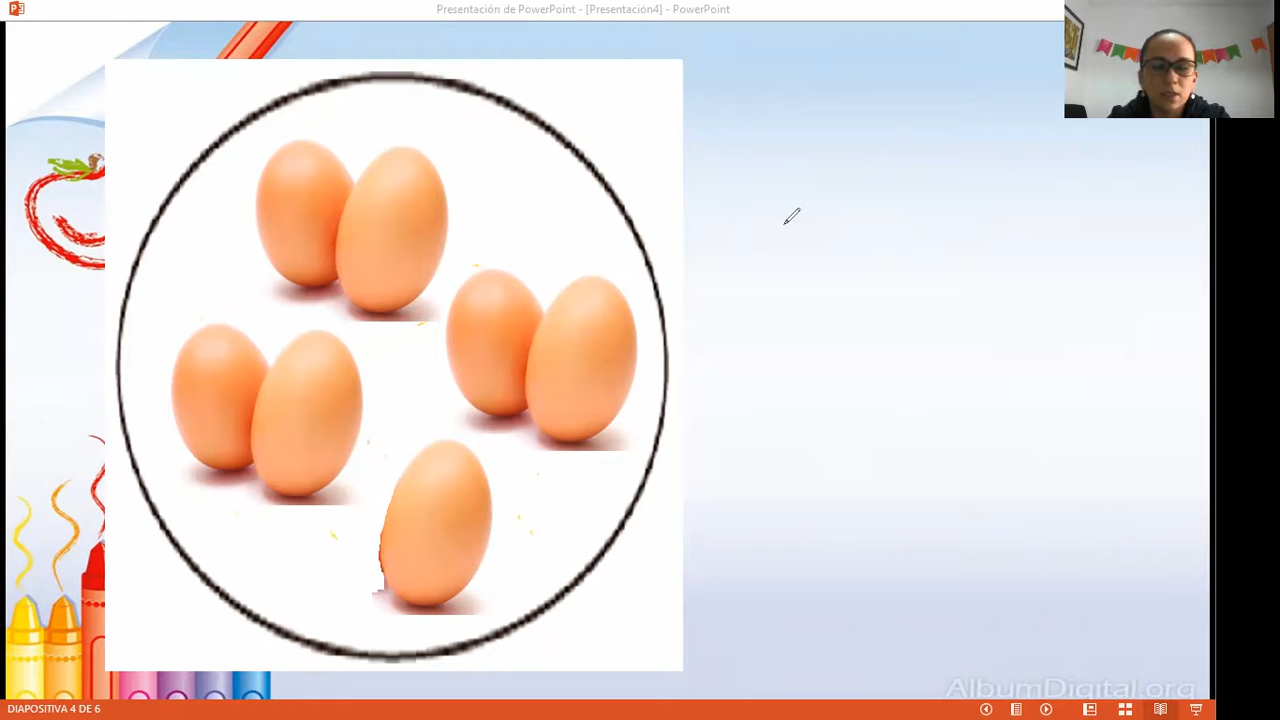 Presentación de PowerPoint - [Presentación4] - PowerPoint
AlbumDigital.org
DIAPOSITIVA 4 DE 6